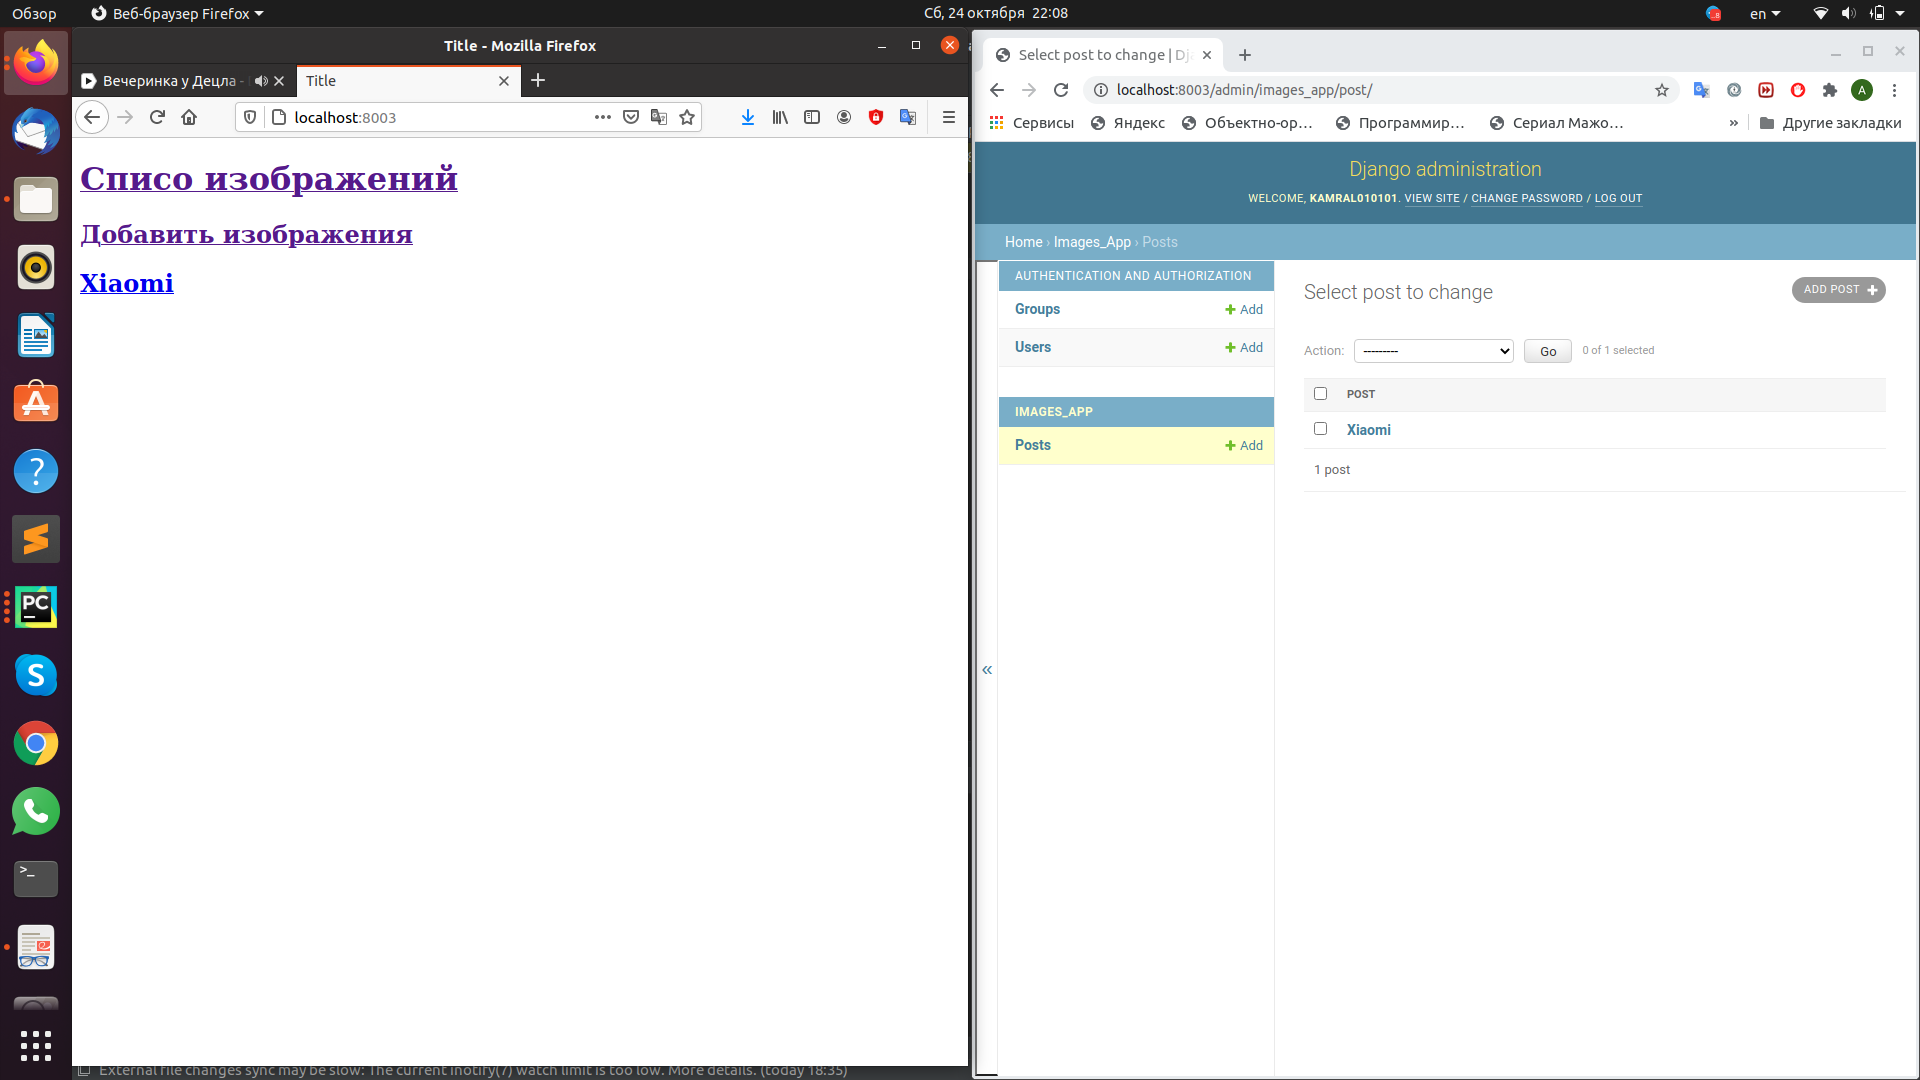 Обзор
Веб-браузер Firefox
Сб, 24 октября 22:08
en
Title - Mozilla Firefox
Вечеринка у Децла -
Title
localhost:8003
Списо изображений
Добавить изображения
Xiaomi
External file changes sync may be slow: The current inotify(7) watch limit is too low. More details. (today 18:35)
Select post to change | Dj
localhost:8003/admin/images_app/post/
A
Сервисы
Яндекс
Объектно-ор…
Программир…
Сериал Мажо…
»
Другие закладки
Django administration
WELCOME, KAMRAL010101. VIEW SITE / CHANGE PASSWORD / LOG OUT
Home › Images_App › Posts
AUTHENTICATION AND AUTHORIZATION
Groups
Add
Users
Add
IMAGES_APP
Posts
Add
«
Select post to change
ADD POST
Action:
---------
Go
0 of 1 selected
POST
Xiaomi
1 post
PC
S
>_
?